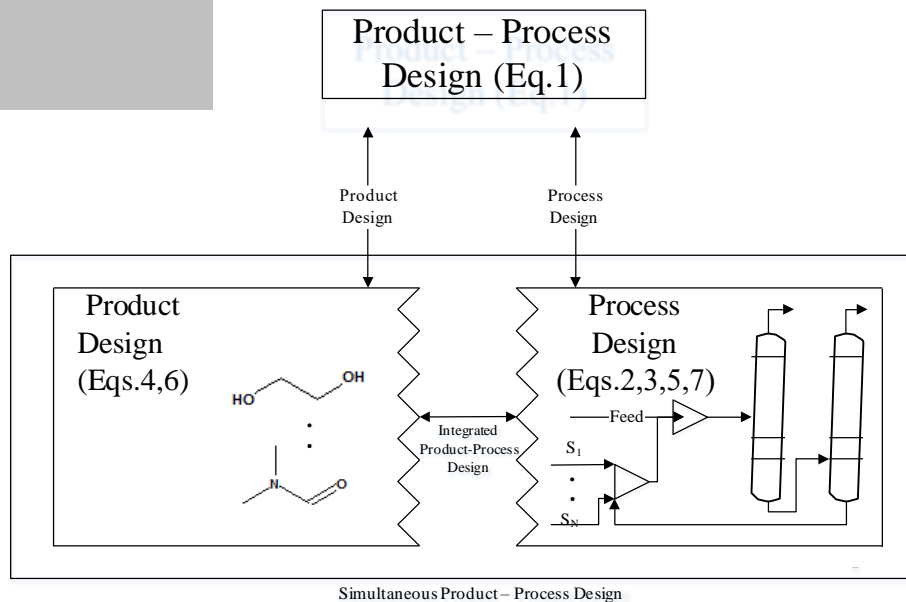 Product – Process
Design (Eq.1)
Product
Design
Process
Design
Product
Design
(Eqs.4,6)
HO
OH
N
O
Integrated
Product-Process
Design
Process
Design
(Eqs.2,3,5,7)
Feed
S1
SN
Simultaneous Product – Process Design